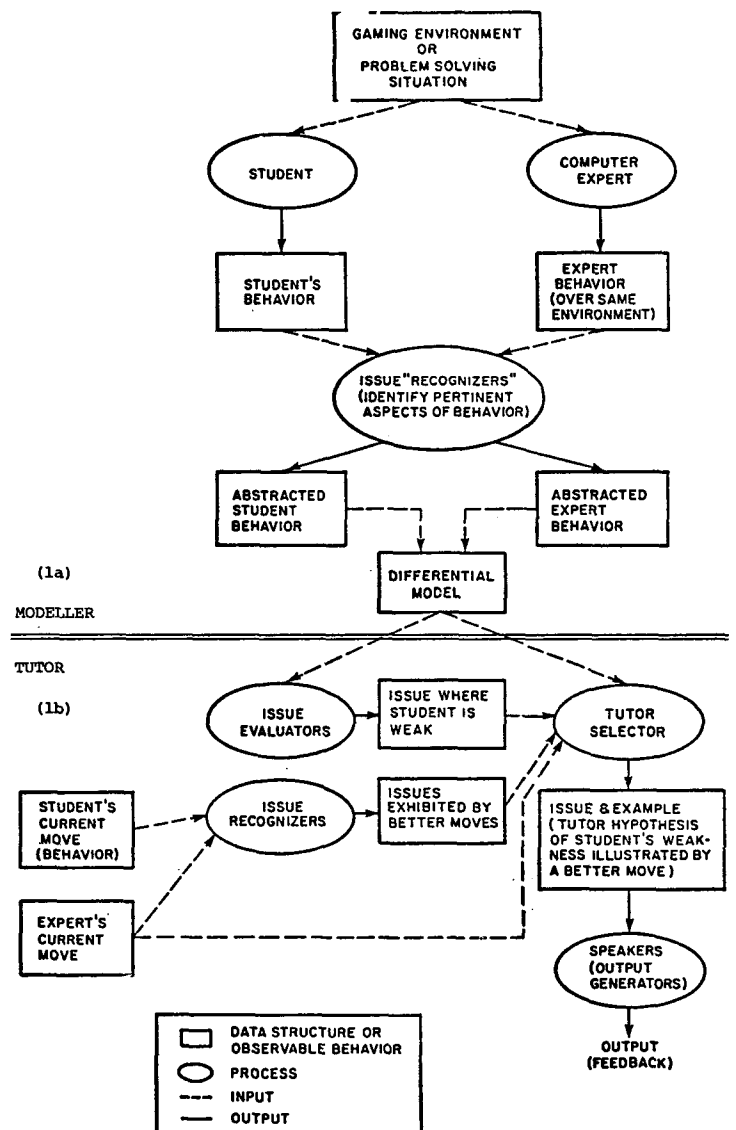 GAMING ENVIRONMENT
OR
PROBLEM SOLVING
SITUATION
STUDENT
COMPUTER
EXPERT
STUDENT'S
BEHAVIOR
EXPERT
BEHAVIOR
(OVER SAME
ENVIRONMENT)
ISSUE "RECOGNIZERS"
(IDENTIFY PERTINENT
ASPECTS OF BEHAVIOR)
ABSTRACTED
STUDENT
BEHAVIOR
ABSTRACTED
EXPERT
BEHAVIOR
DIFFERENTIAL
MODEL
(1a)
MODELLER
TUTOR
(1b)
ISSUE
EVALUATORS
ISSUE WHERE
STUDENT IS
WEAK
TUTOR
SELECTOR
STUDENT'S
CURRENT
MOVE
(BEHAVIOR)
ISSUE
RECOGNIZERS
ISSUES
EXHIBITED BY
BETTER MOVES
ISSUE & EXAMPLE
(TUTOR HYPOTHESIS
OF STUDENT'S WEAK-
NESS ILLUSTRATED BY
A BETTER MOVE)
EXPERT'S
CURRENT
MOVE
SPEAKERS
(OUTPUT
GENERATORS)
OUTPUT
(FEEDBACK)
DATA STRUCTURE OR
OBSERVABLE BEHAVIOR
PROCESS
INPUT
OUTPUT